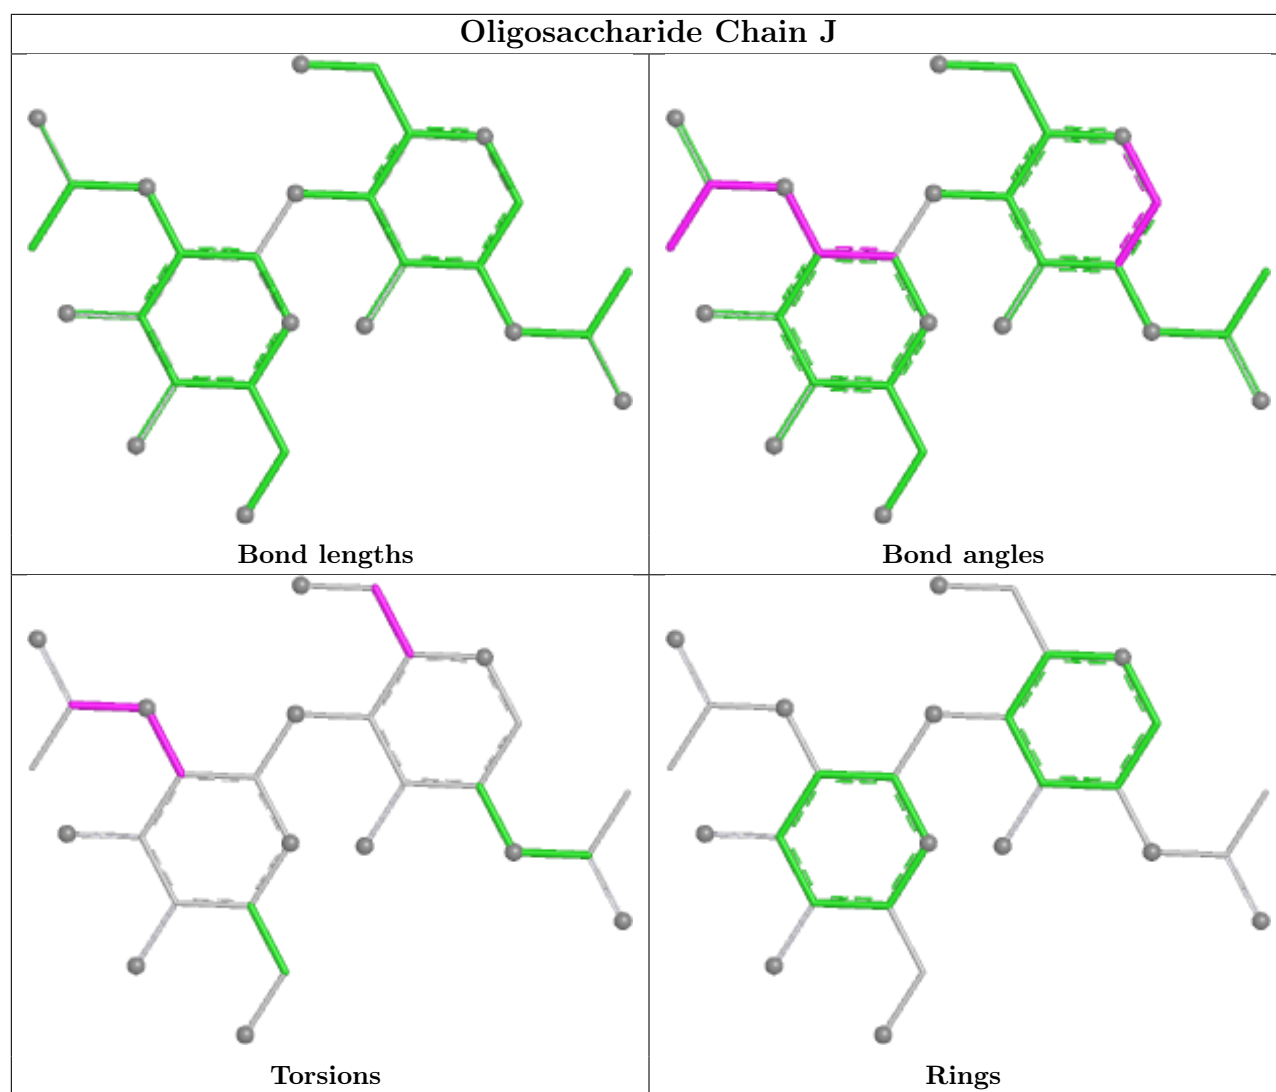 Oligosaccharide Chain J
Bond lengths
Bond angles
Torsions
Rings